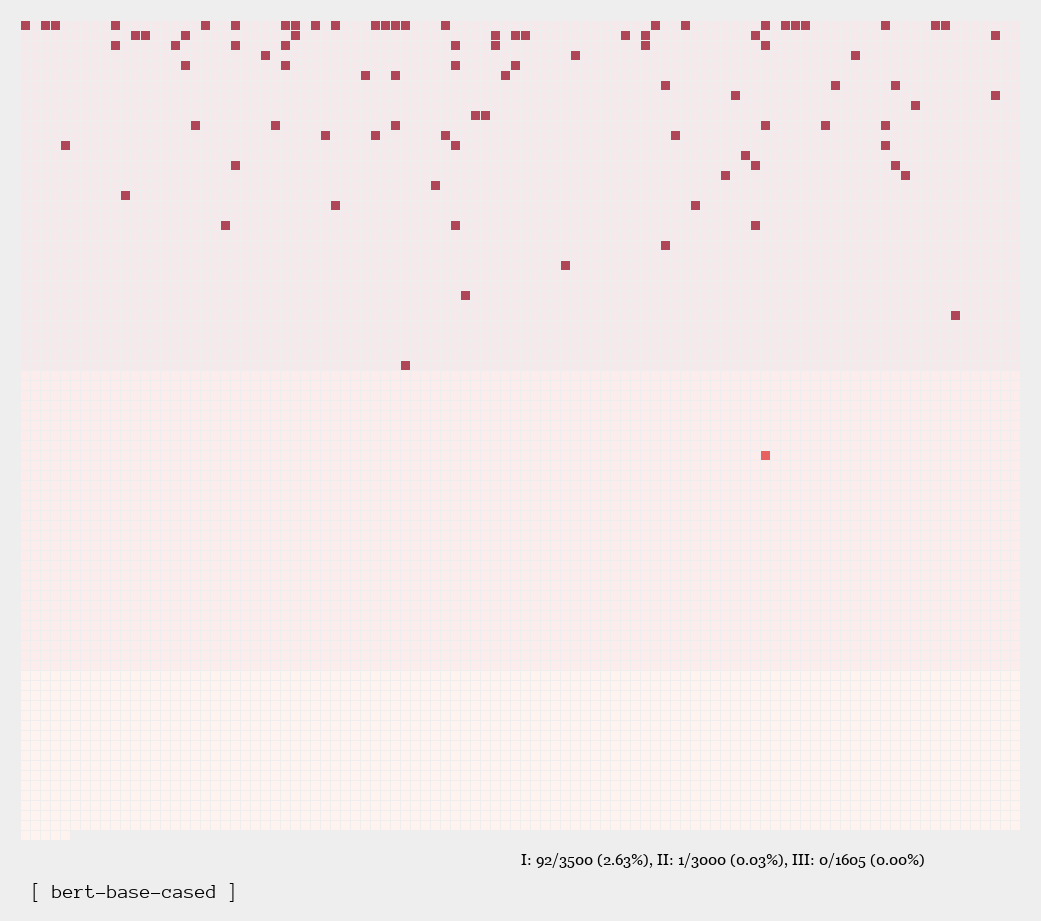 I: 92/3500 (2.63%), II: 1/3000 (0.03%), III: 0/1605 (0.00%)
[ bert-base-cased ]